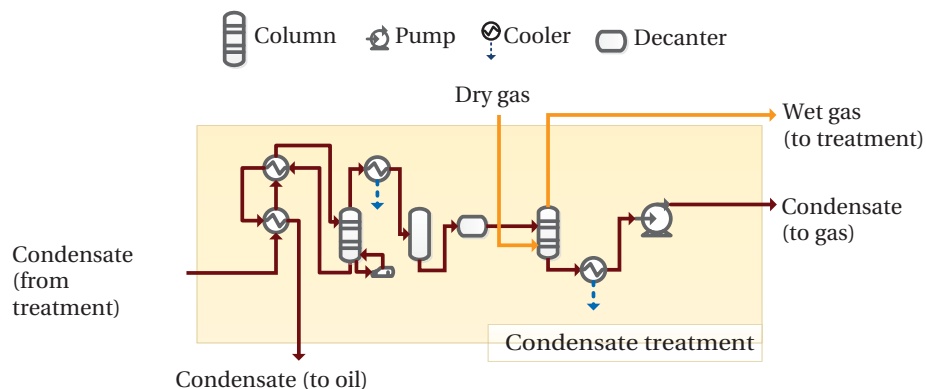 Column
Pump
Cooler
Decanter
Dry gas
Wet gas
(to treatment)
Condensate
(to gas)
Condensate
(from
treatment)
Condensate treatment
Condensate (to oil)